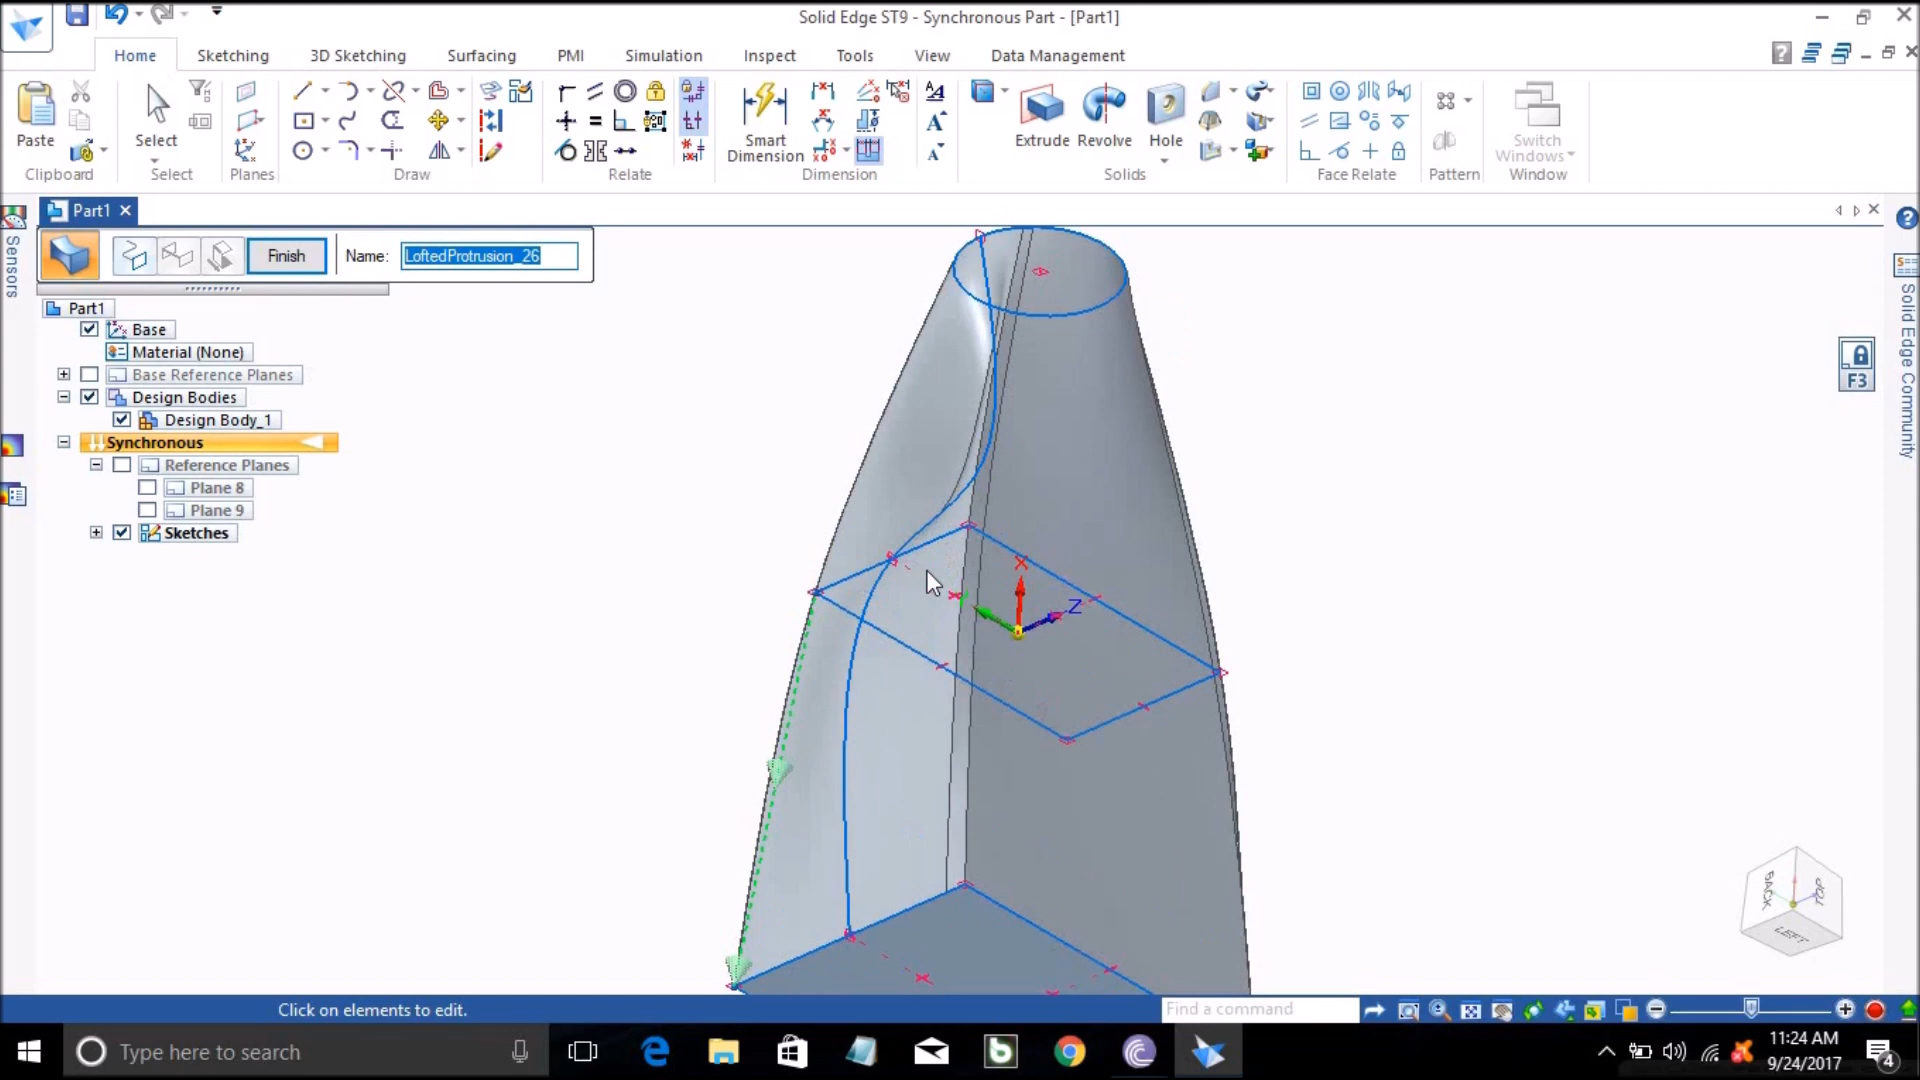 Solid Edge ST9 - Synchronous Part - [Part1]
Home Sketching 3D Sketching Surfacing PMI Simulation Inspect Tools View Data Management
Paste
Select
Smart Dimension
Extrude
Revolve
Hole
Switch Windows
Clipboard Select Planes Draw Relate Dimension Solids Face Relate Pattern Window
Part1
Finish
Name:
LoftedProtrusion_26
Sensors
Part1
Base
Material (None)
Base Reference Planes
Design Bodies
Design Body_1
Synchronous
Reference Planes
Plane 8
Plane 9
Sketches
X
Y
Z
F3
Solid Edge Community
BACK
TOP
LEFT
Click on elements to edit.
Find a command
Type here to search
11:24 AM
9/24/2017
4